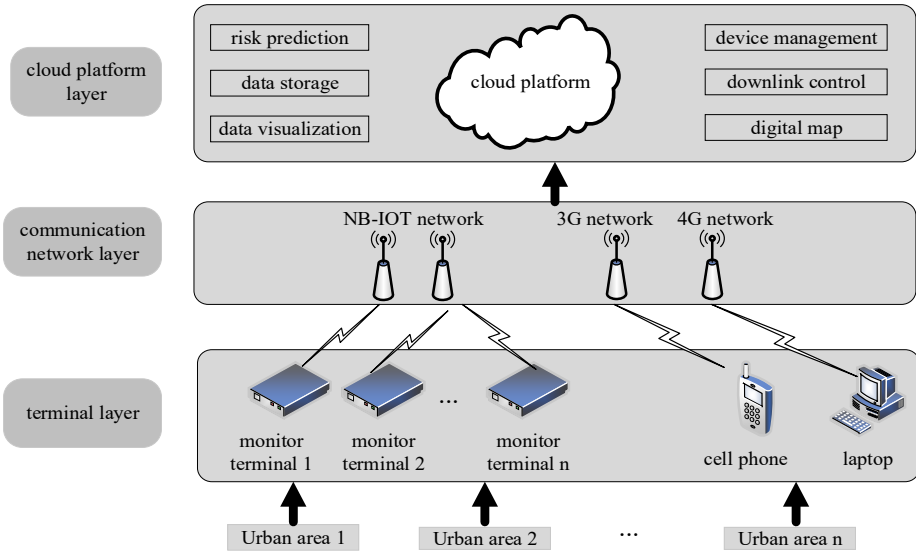 cloud platform
layer
risk prediction
data storage
data visualization
cloud
platform
device management
downlink control
digital map
communication
network layer
NB-IOT network
3G network
4G network
terminal layer
monitor
terminal 1
monitor
terminal 2
...
monitor
terminal n
cell phone
laptop
Urban area 1
Urban area 2
...
Urban area n